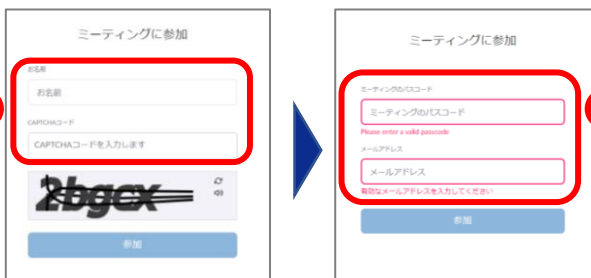 ミーティングに参加
お名前
お名前
CAPTCHAコード
CAPTCHAコードを入力します
2bgcx
参加
ミーティングに参加
ミーティングのパスコード
ミーティングのパスコード
Please enter a valid passcode
メールアドレス
メールアドレス
有効なメールアドレスを入力してください
参加